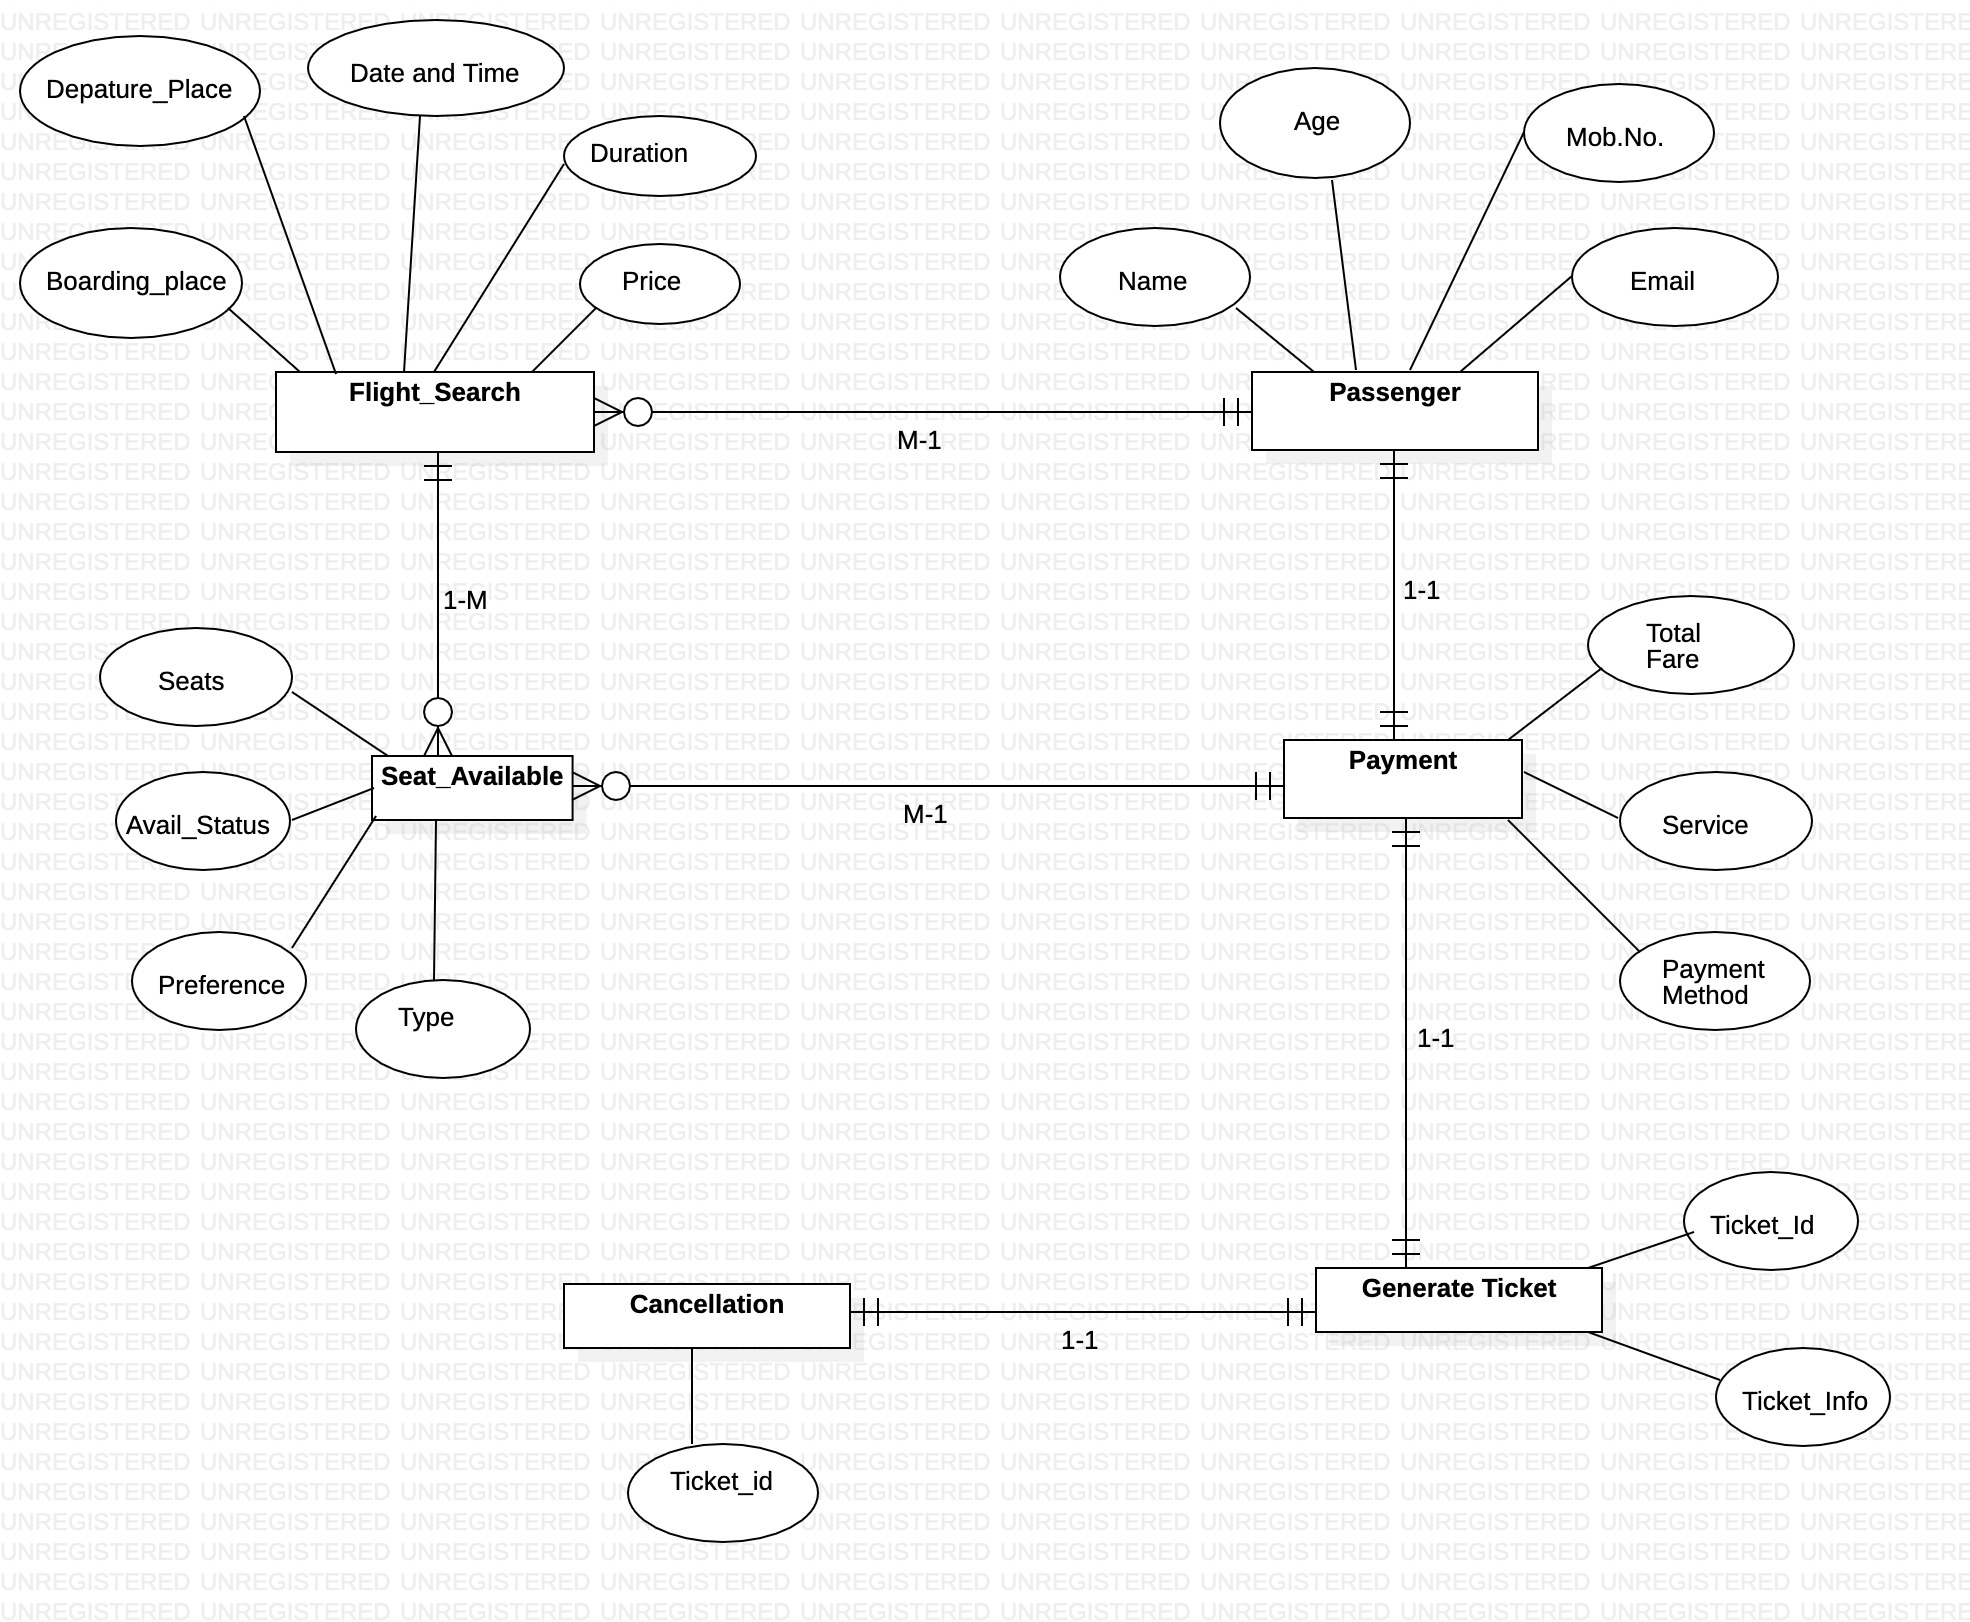 Depature_Place
Date and Time
Duration
Boarding_place
Price
Flight_Search
Age
Mob.No.
Name
Email
Passenger
M-1
1-M
1-1
Seats
Avail_Status
Preference
Type
Seat_Available
M-1
Total
Fare
Payment
Service
Payment
Method
1-1
Ticket_Id
Generate Ticket
Ticket_Info
Cancellation
1-1
Ticket_id
UNREGISTERED